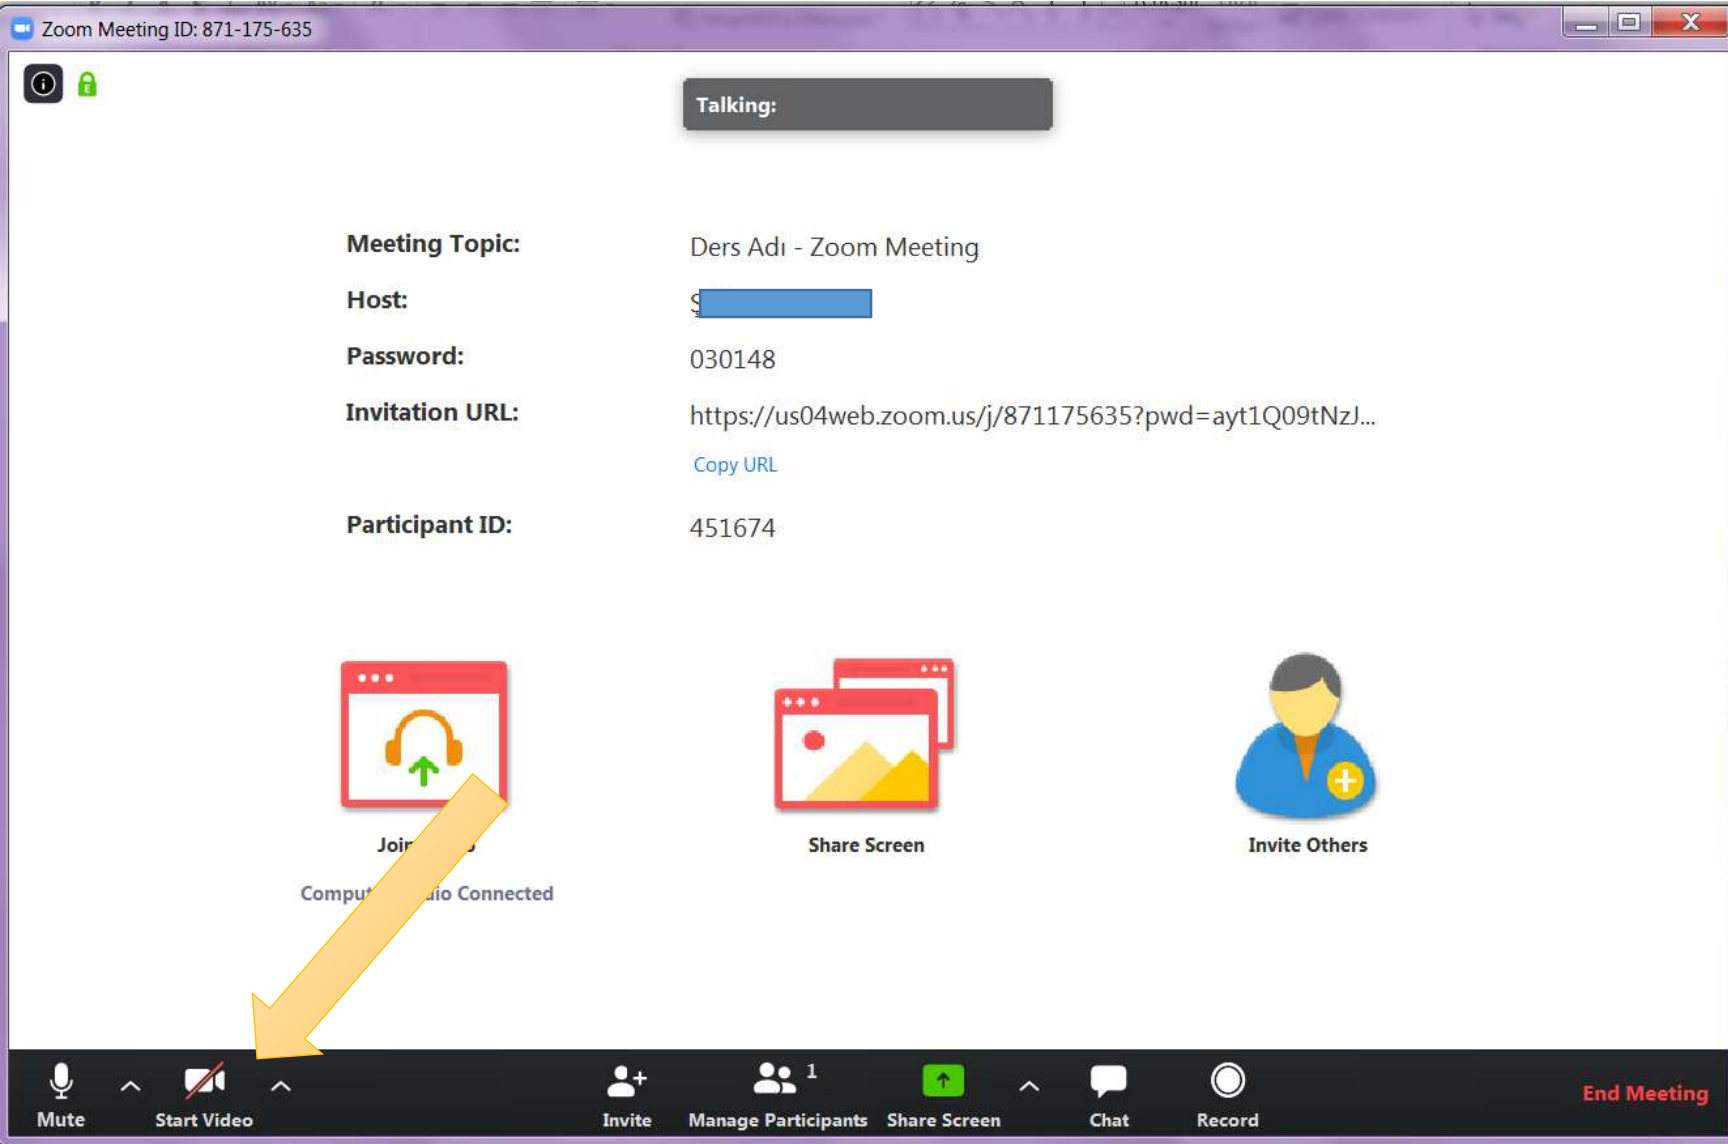 Zoom Meeting ID: 871-175-635
Talking:
Meeting Topic: Ders Adı - Zoom Meeting
Host:
Password: 030148
Invitation URL: https://us04web.zoom.us/j/871175635?pwd=ayt1Q09tNzJ...
Copy URL
Participant ID: 451674
Share Screen
Invite Others
Connected
1
Mute
Start Video
Invite
Manage Participants
Share Screen
Chat
Record
End Meeting